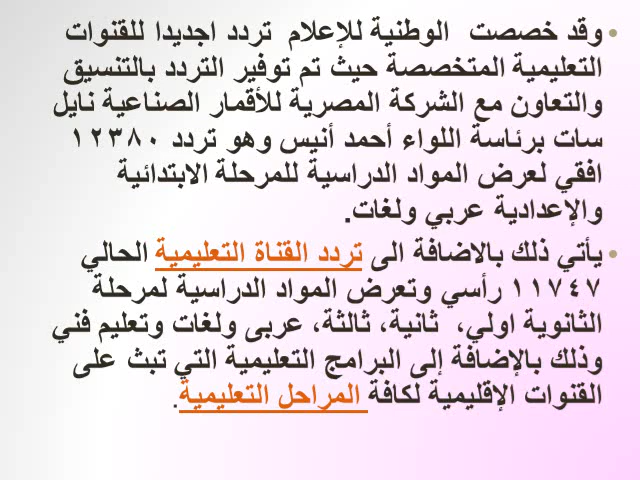 • وقد خصصت الوطنية للإعلام تردد اجديدا للقنوات
التعليمية المتخصصة حيث تم توفير التردد بالتنسيق
والتعاون مع الشركة المصرية للأقمار الصناعية نايل
سات برئاسة اللواء أحمد أنيس وهو تردد ١٢٣٨٠
افقي لعرض المواد الدراسية للمرحلة الابتدائية
والإعدادية عربي ولغات.
• يأتي ذلك بالاضافة الى تردد القناة التعليمية الحالي
١١٧٤٧ رأسي وتعرض المواد الدراسية لمرحلة
الثانوية اولي، ثانية، ثالثة، عربى ولغات وتعليم فني
وذلك بالإضافة إلى البرامج التعليمية التي تبث على
القنوات الإقليمية لكافة المراحل التعليمية.